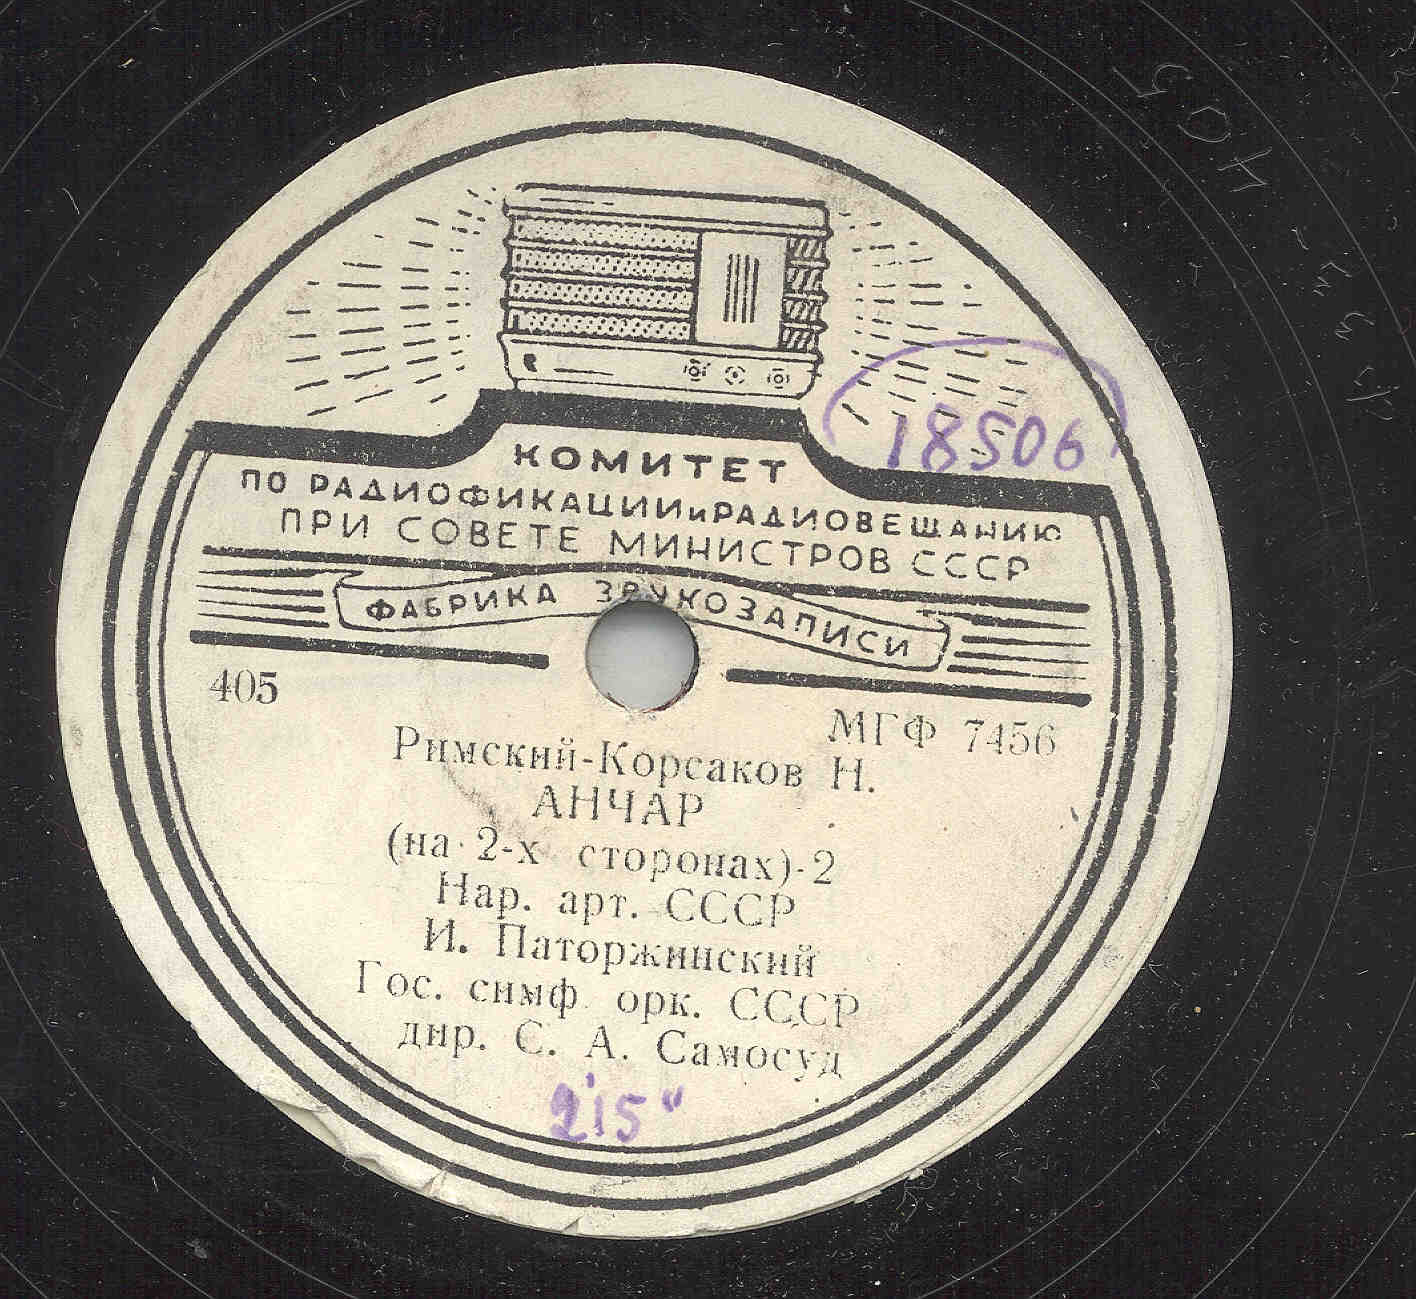 18506
КОМИТЕТ
ПО РАДИОФИКАЦИИ и РАДИОВЕЩАНИЮ
ПРИ СОВЕТЕ МИНИСТРОВ СССР
ФАБРИКА ЗВУКОЗАПИСИ
405
МГФ 7456
Римский-Корсаков Н.
АНЧАР
(на 2-х сторонах)-2
Нар. арт. СССР
И. Паторжинский
Гос. симф. орк. СССР
дир. С. А. Самосуд
2'15"
405